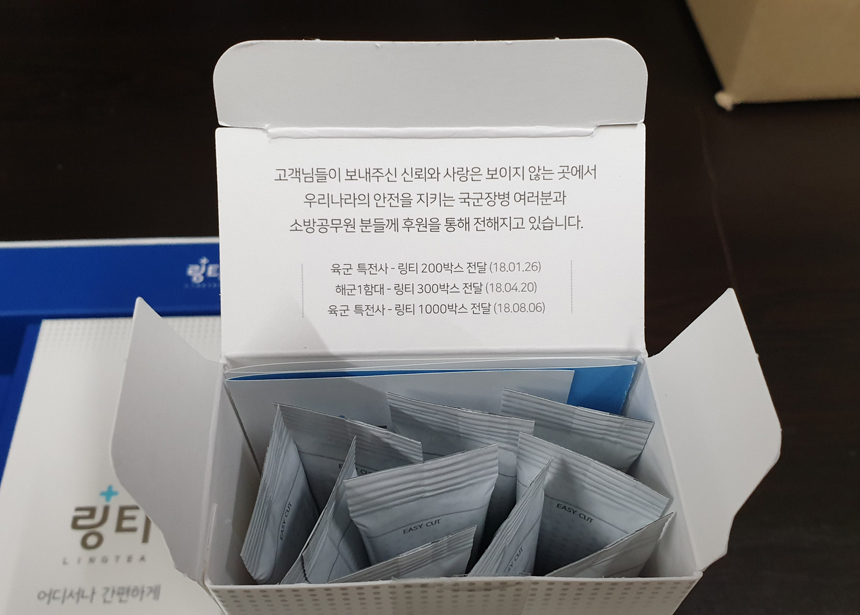 고객님들이 보내주신 신뢰와 사랑은 보이지 않는 곳에서
우리나라의 안전을 지키는 국군장병 여러분과
소방공무원 분들께 후원을 통해 전해지고 있습니다.
육군 특전사 - 링티 200박스 전달 (18.01.26)
해군1함대 - 링티 300박스 전달 (18.04.20)
육군 특전사 - 링티 1000박스 전달 (18.08.06)
링티
LINGTEA
링티
LINGTEA
어디서나 간편하게
EASY CUT
EASY CUT
EASY CUT
EASY CUT